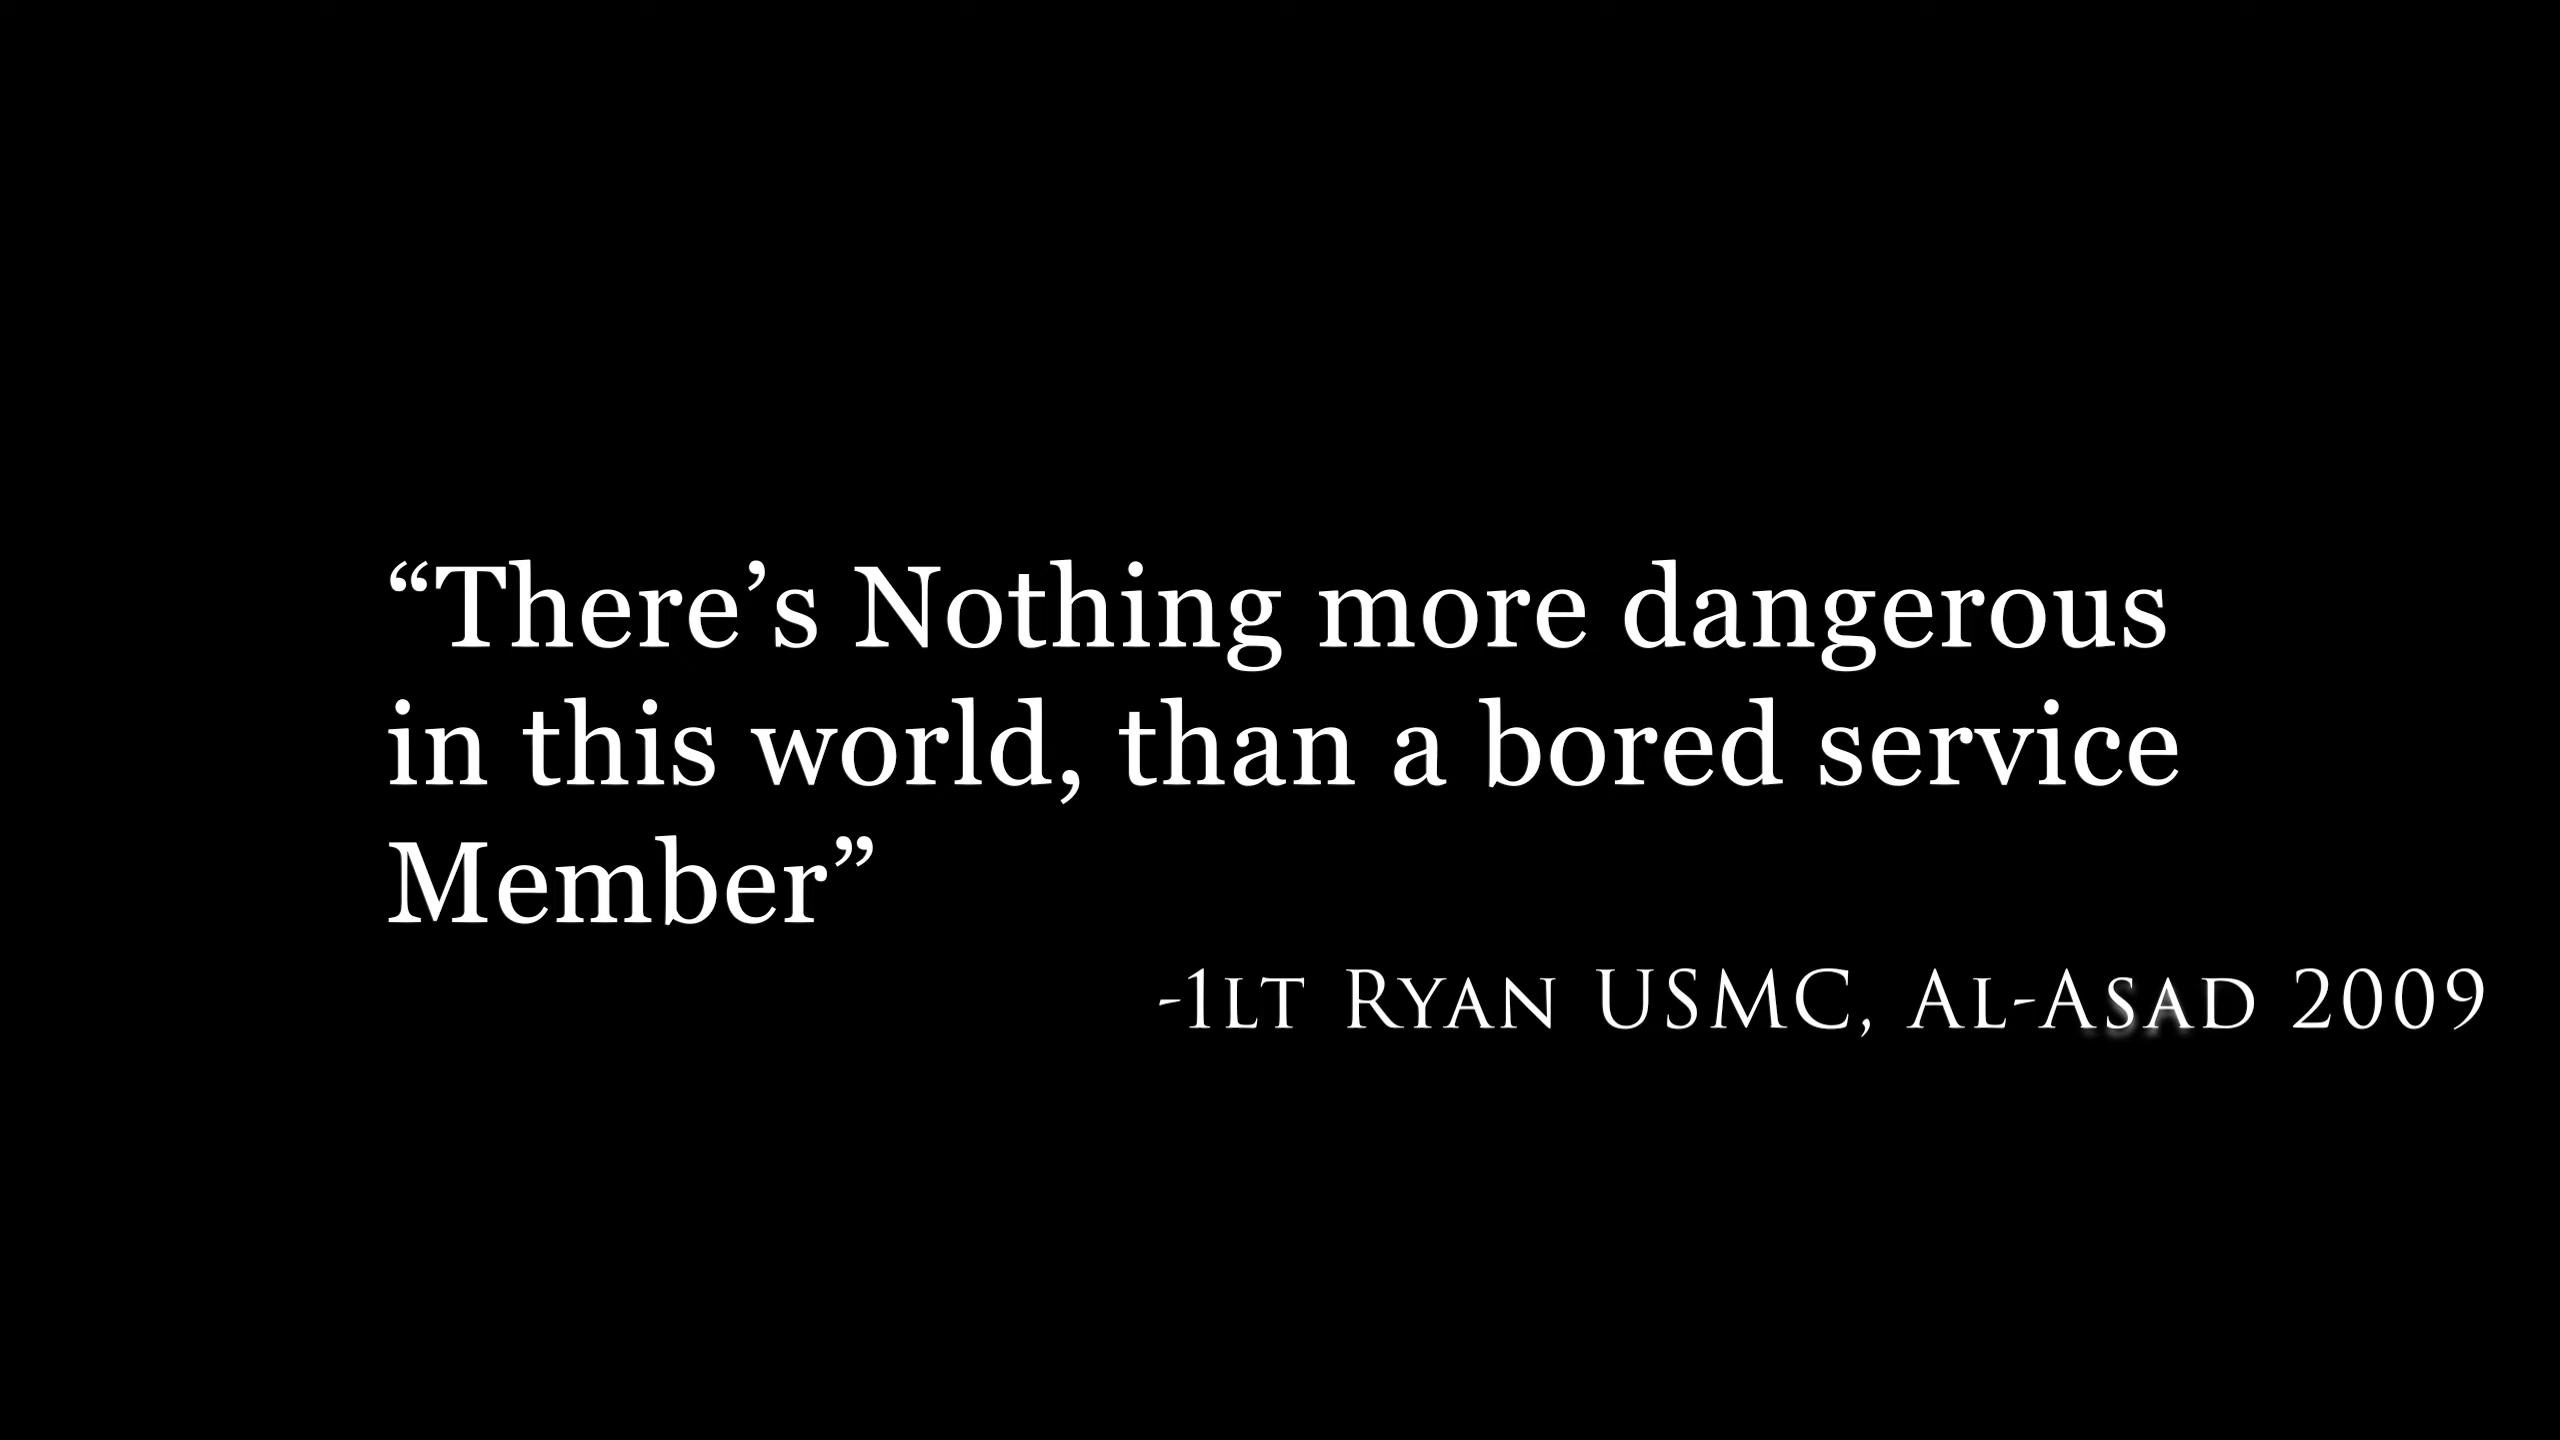 “There’s Nothing more dangerous
in this world, than a bored service
Member”
-1lt Ryan USMC, Al-Asad 2009